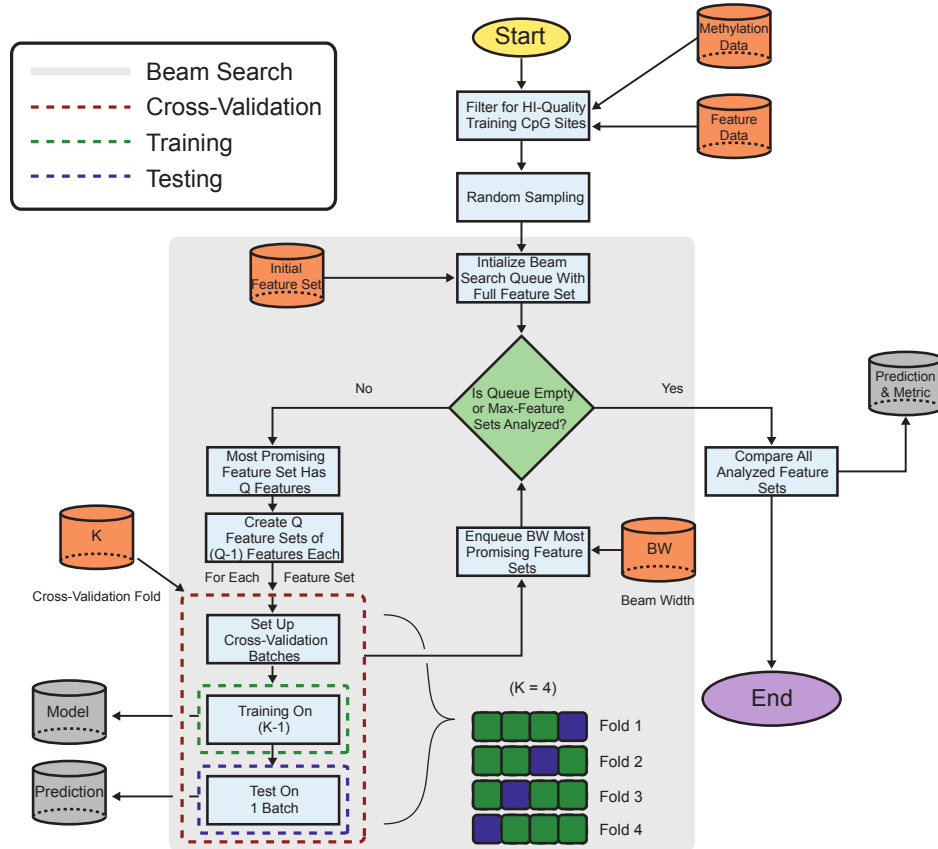 Beam Search
Cross-Validation
Training
Testing
Start
Methylation
Data
Filter for HI-Quality
Training CpG Sites
Feature
Data
Random Sampling
Initial
Feature Set
Intialize Beam
Search Queue With
Full Feature Set
No
Is Queue Empty
or Max-Feature
Sets Analyzed?
Yes
Prediction
& Metric
Most Promising
Feature Set Has
Q Features
Compare All
Analyzed Feature
Sets
K
Cross-Validation Fold
Create Q
Feature Sets of
(Q-1) Features Each
Enqueue BW Most
Promising Feature
Sets
BW
Beam Width
For Each Feature Set
Set Up
Cross-Validation
Batches
End
Model
Training On
(K-1)
Prediction
Test On
1 Batch
(K = 4)
Fold 1
Fold 2
Fold 3
Fold 4